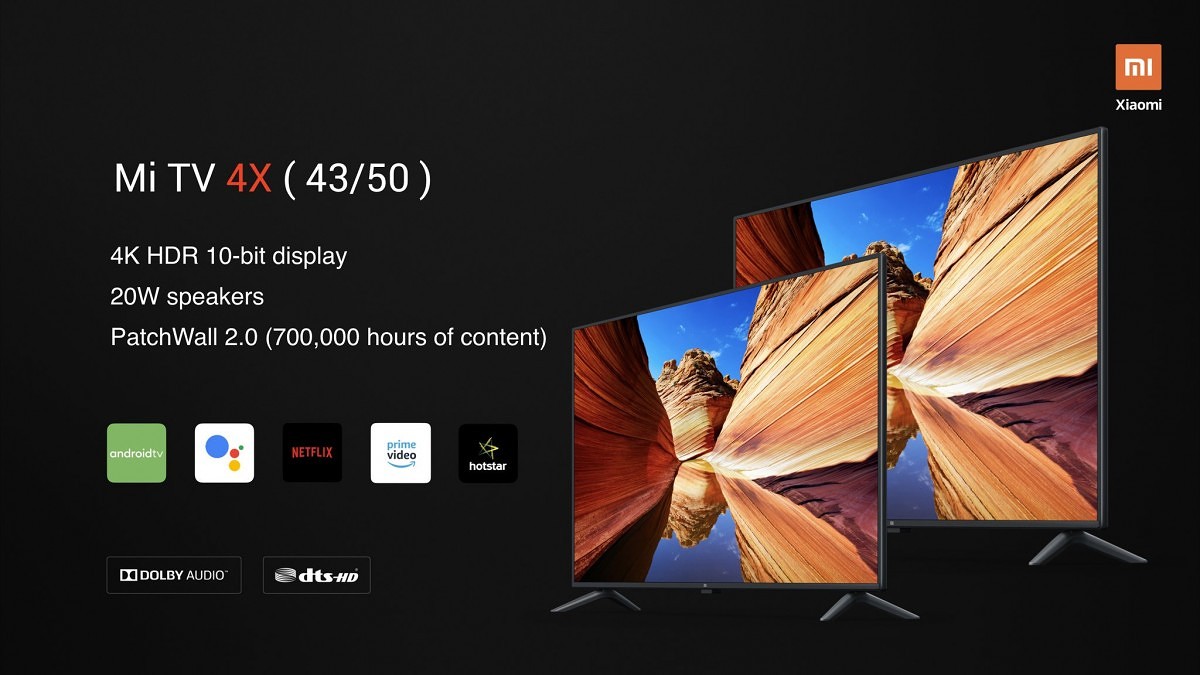 mi
Xiaomi
Mi TV 4X ( 43/50 )
4K HDR 10-bit display
20W speakers
PatchWall 2.0 (700,000 hours of content)
androidtv
NETFLIX
prime video
hotstar
DOLBY AUDIO™
dts-HD